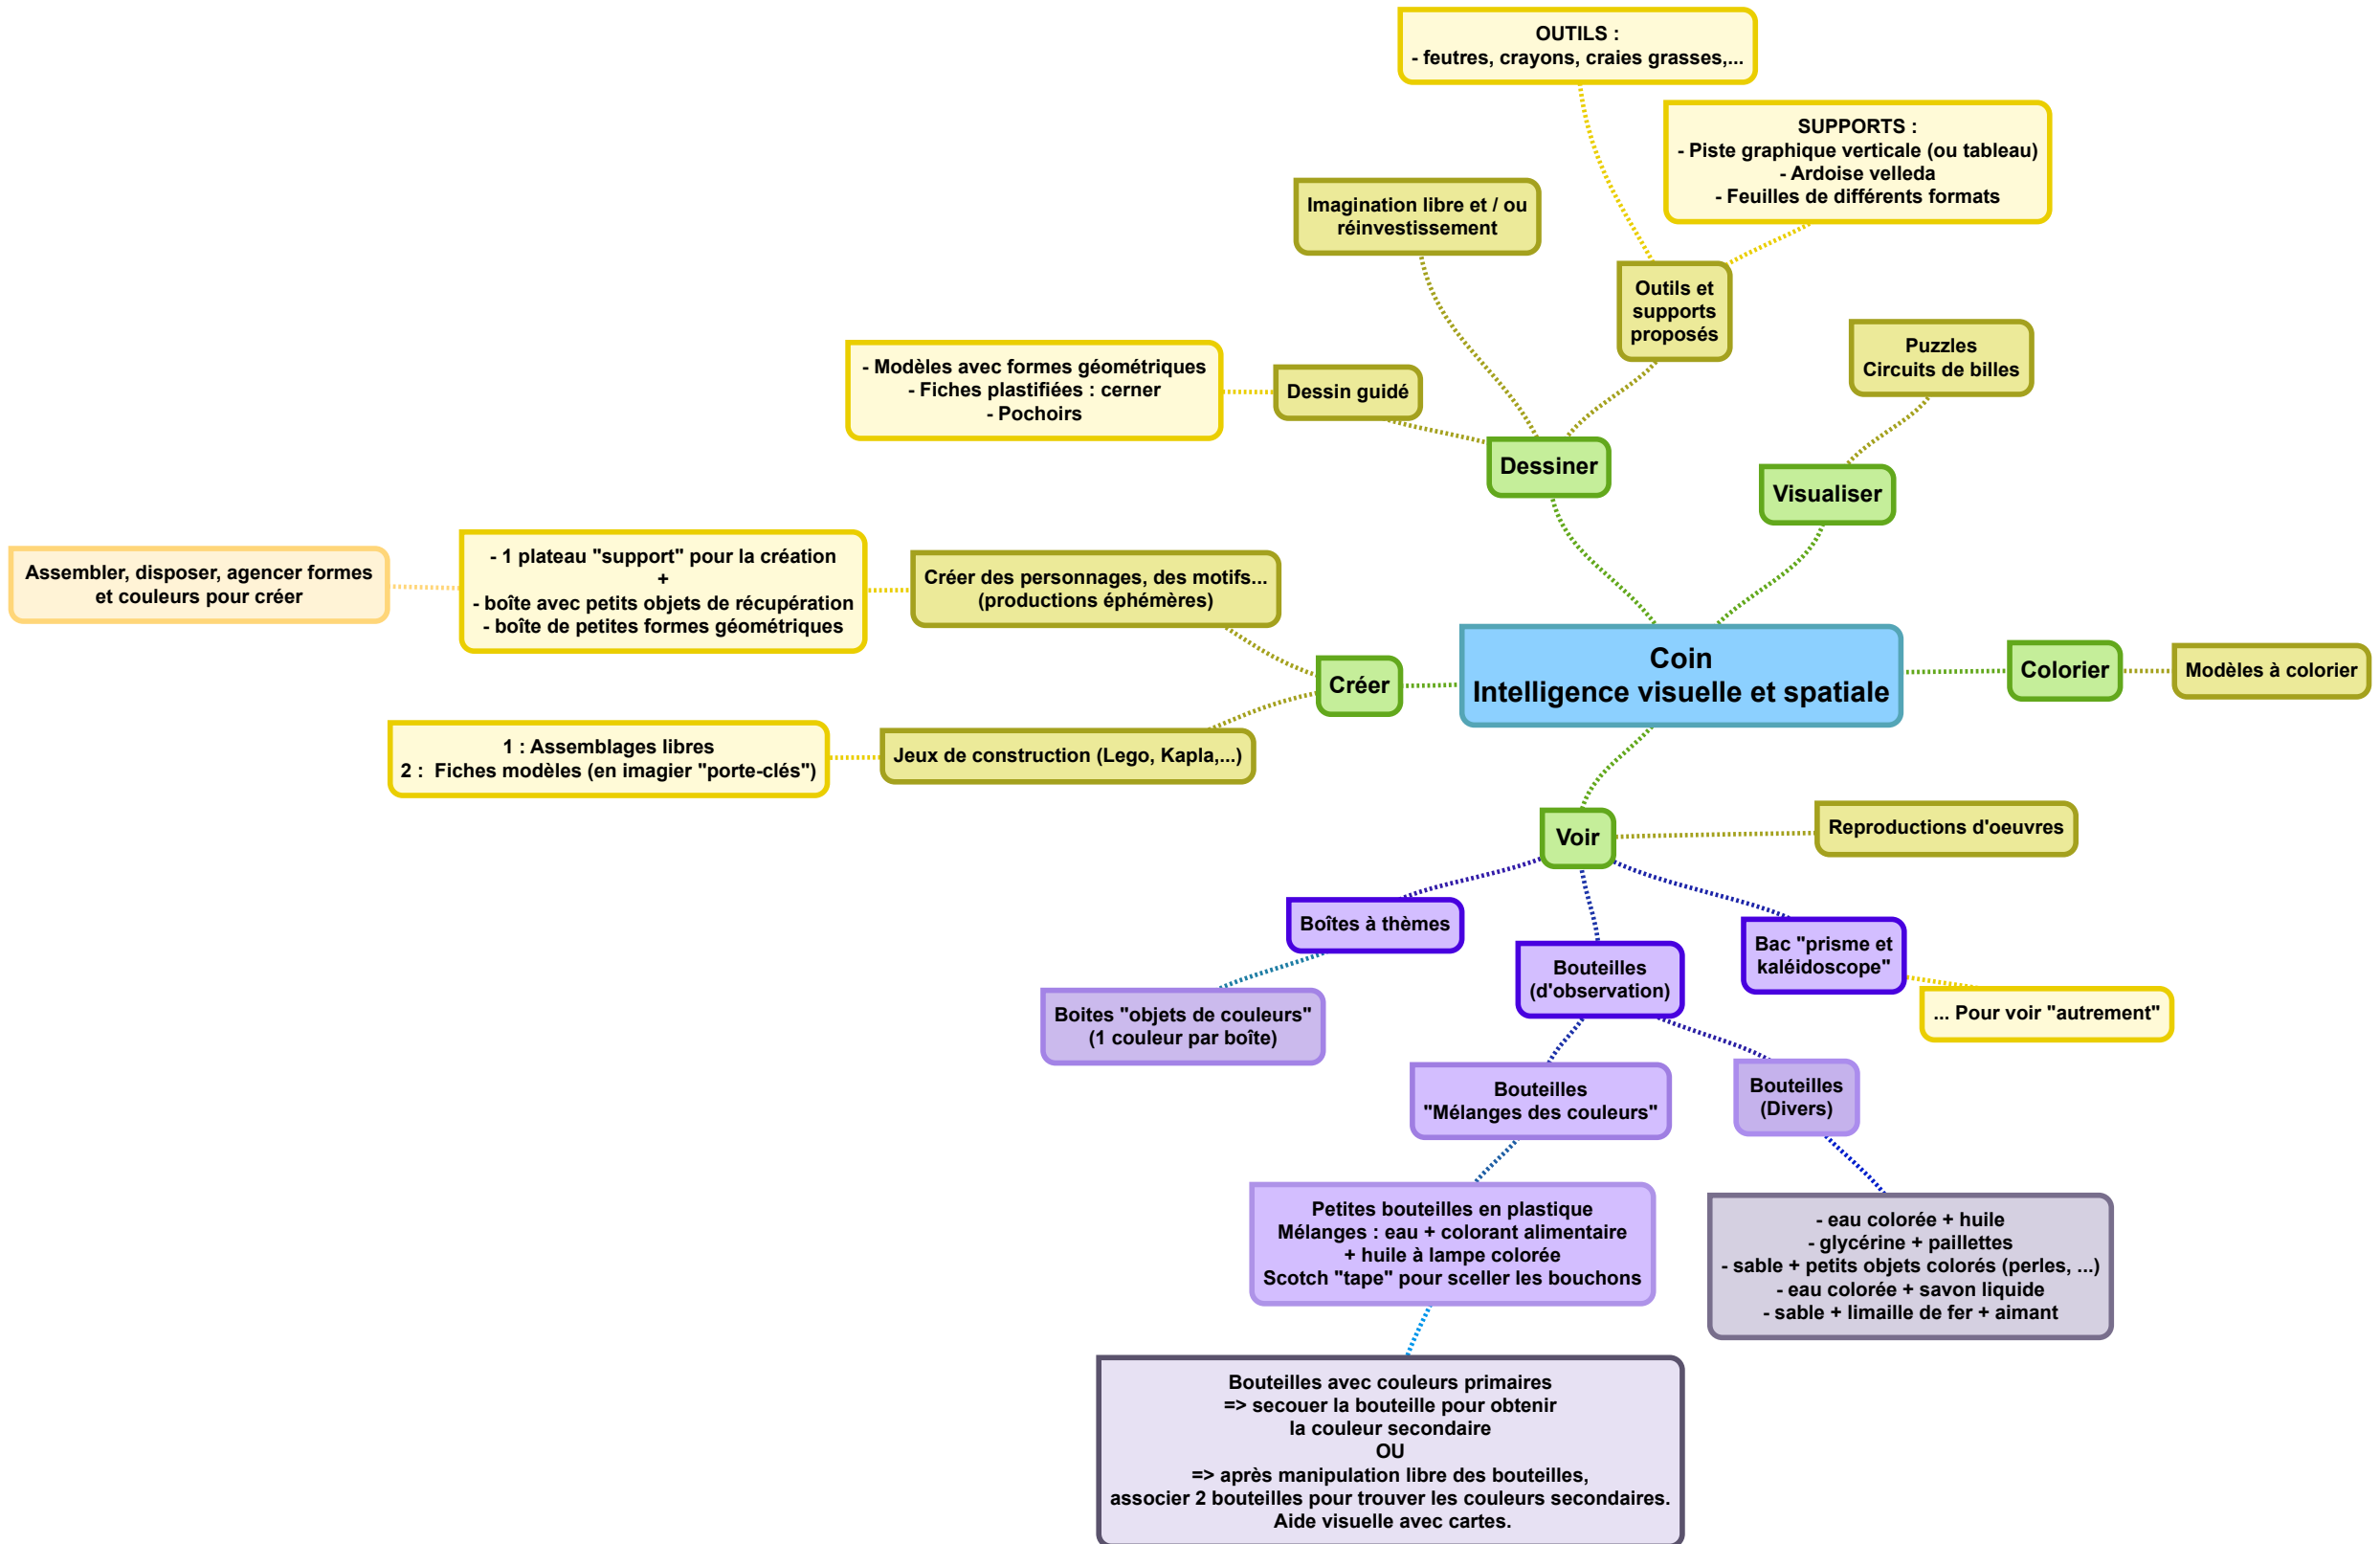 OUTILS :
- feutres, crayons, craies grasses,...
SUPPORTS :
- Piste graphique verticale (ou tableau)
- Ardoise velleda
- Feuilles de différents formats
Imagination libre et / ou
réinvestissement
Outils et
supports
proposés
Puzzles
Circuits de billes
- Modèles avec formes géométriques
- Fiches plastifiées : cerner
- Pochoirs
Dessin guidé
Dessiner
Visualiser
Assembler, disposer, agencer formes
et couleurs pour créer
- 1 plateau "support" pour la création
+
- boîte avec petits objets de récupération
- boîte de petites formes géométriques
Créer des personnages, des motifs...
(productions éphémères)
Créer
Coin
Intelligence visuelle et spatiale
Colorier
Modèles à colorier
1 : Assemblages libres
2 :  Fiches modèles (en imagier "porte-clés")
Jeux de construction (Lego, Kapla,...)
Voir
Reproductions d'oeuvres
Boîtes à thèmes
Bouteilles
(d'observation)
Bac "prisme et
kaléidoscope"
... Pour voir "autrement"
Boites "objets de couleurs"
(1 couleur par boîte)
Bouteilles
"Mélanges des couleurs"
Bouteilles
(Divers)
Petites bouteilles en plastique
Mélanges : eau + colorant alimentaire
+ huile à lampe colorée
Scotch "tape" pour sceller les bouchons
- eau colorée + huile
- glycérine + paillettes
- sable + petits objets colorés (perles, ...)
- eau colorée + savon liquide
- sable + limaille de fer + aimant
Bouteilles avec couleurs primaires
=> secouer la bouteille pour obtenir
la couleur secondaire
OU
=> après manipulation libre des bouteilles,
associer 2 bouteilles pour trouver les couleurs secondaires.
Aide visuelle avec cartes.